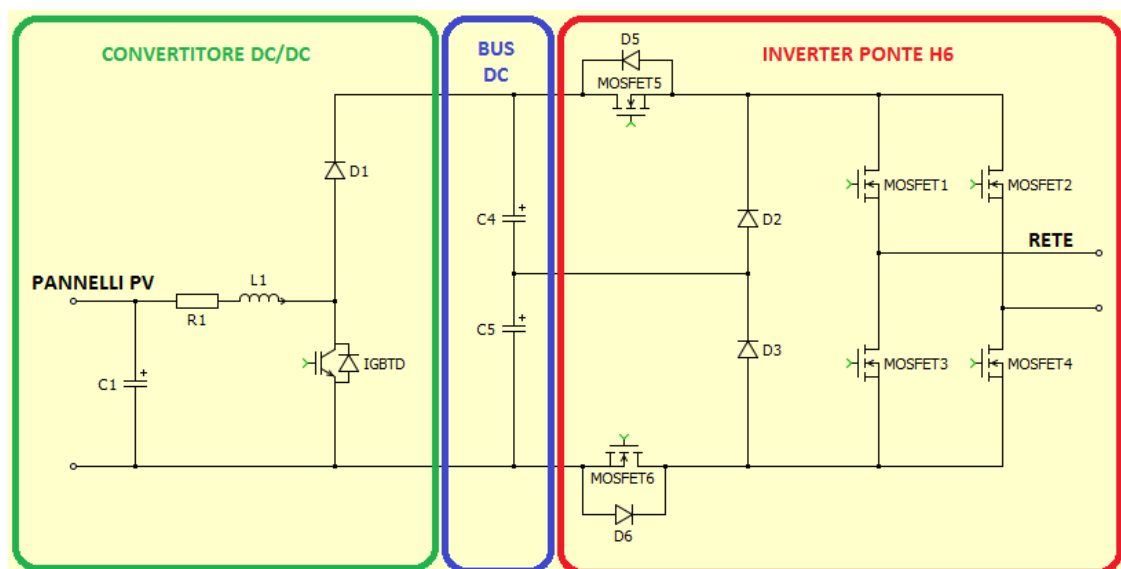 CONVERTITORE DC/DC
BUS
DC
INVERTER PONTE H6
D5
MOSFET5
D1
C4
D2
MOSFET1
MOSFET2
RETE
PANNELLI PV
L1
R1
C5
D3
C1
IGBTD
MOSFET3
MOSFET4
MOSFET6
D6
+
+
+